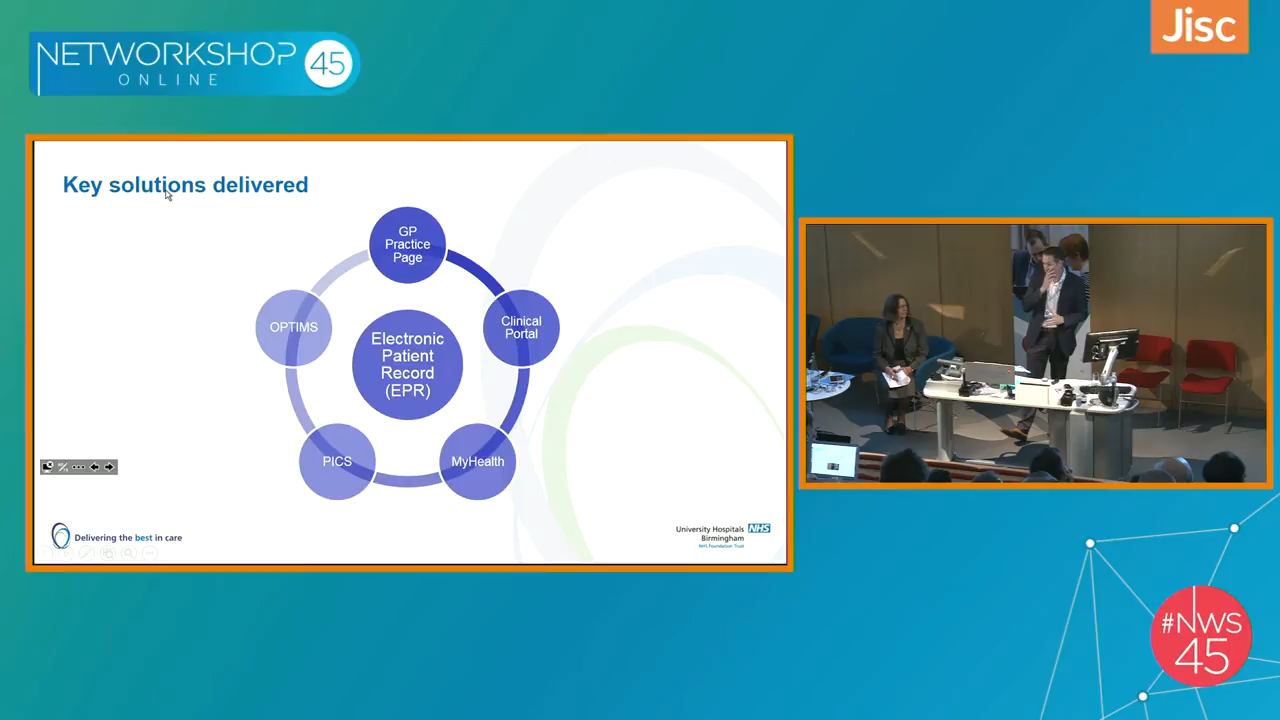 NETWORKSHOP
ONLINE
45
Jisc
Key solutions delivered
GP
Practice
Page
OPTIMS
Clinical
Portal
Electronic
Patient
Record
(EPR)
PICS
MyHealth
Delivering the best in care
University Hospitals NHS
Birmingham
NHS Foundation Trust
#NWS
45